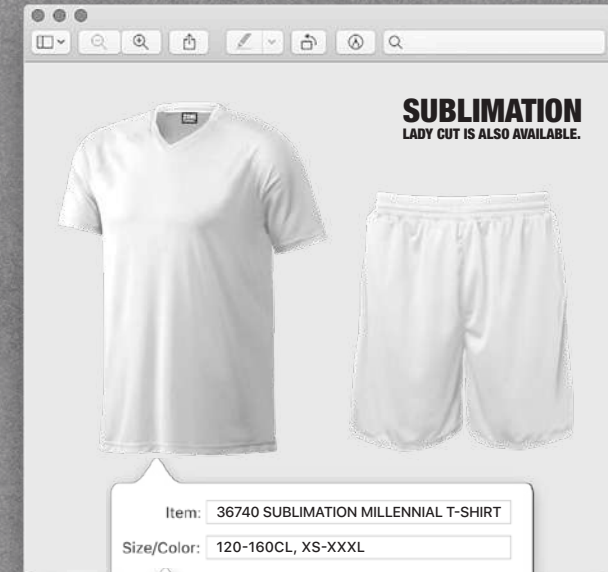 SUBLIMATION
LADY CUT IS ALSO AVAILABLE.
Item: 36740 SUBLIMATION MILLENNIAL T-SHIRT
Size/Color: 120-160CL, XS-XXXL